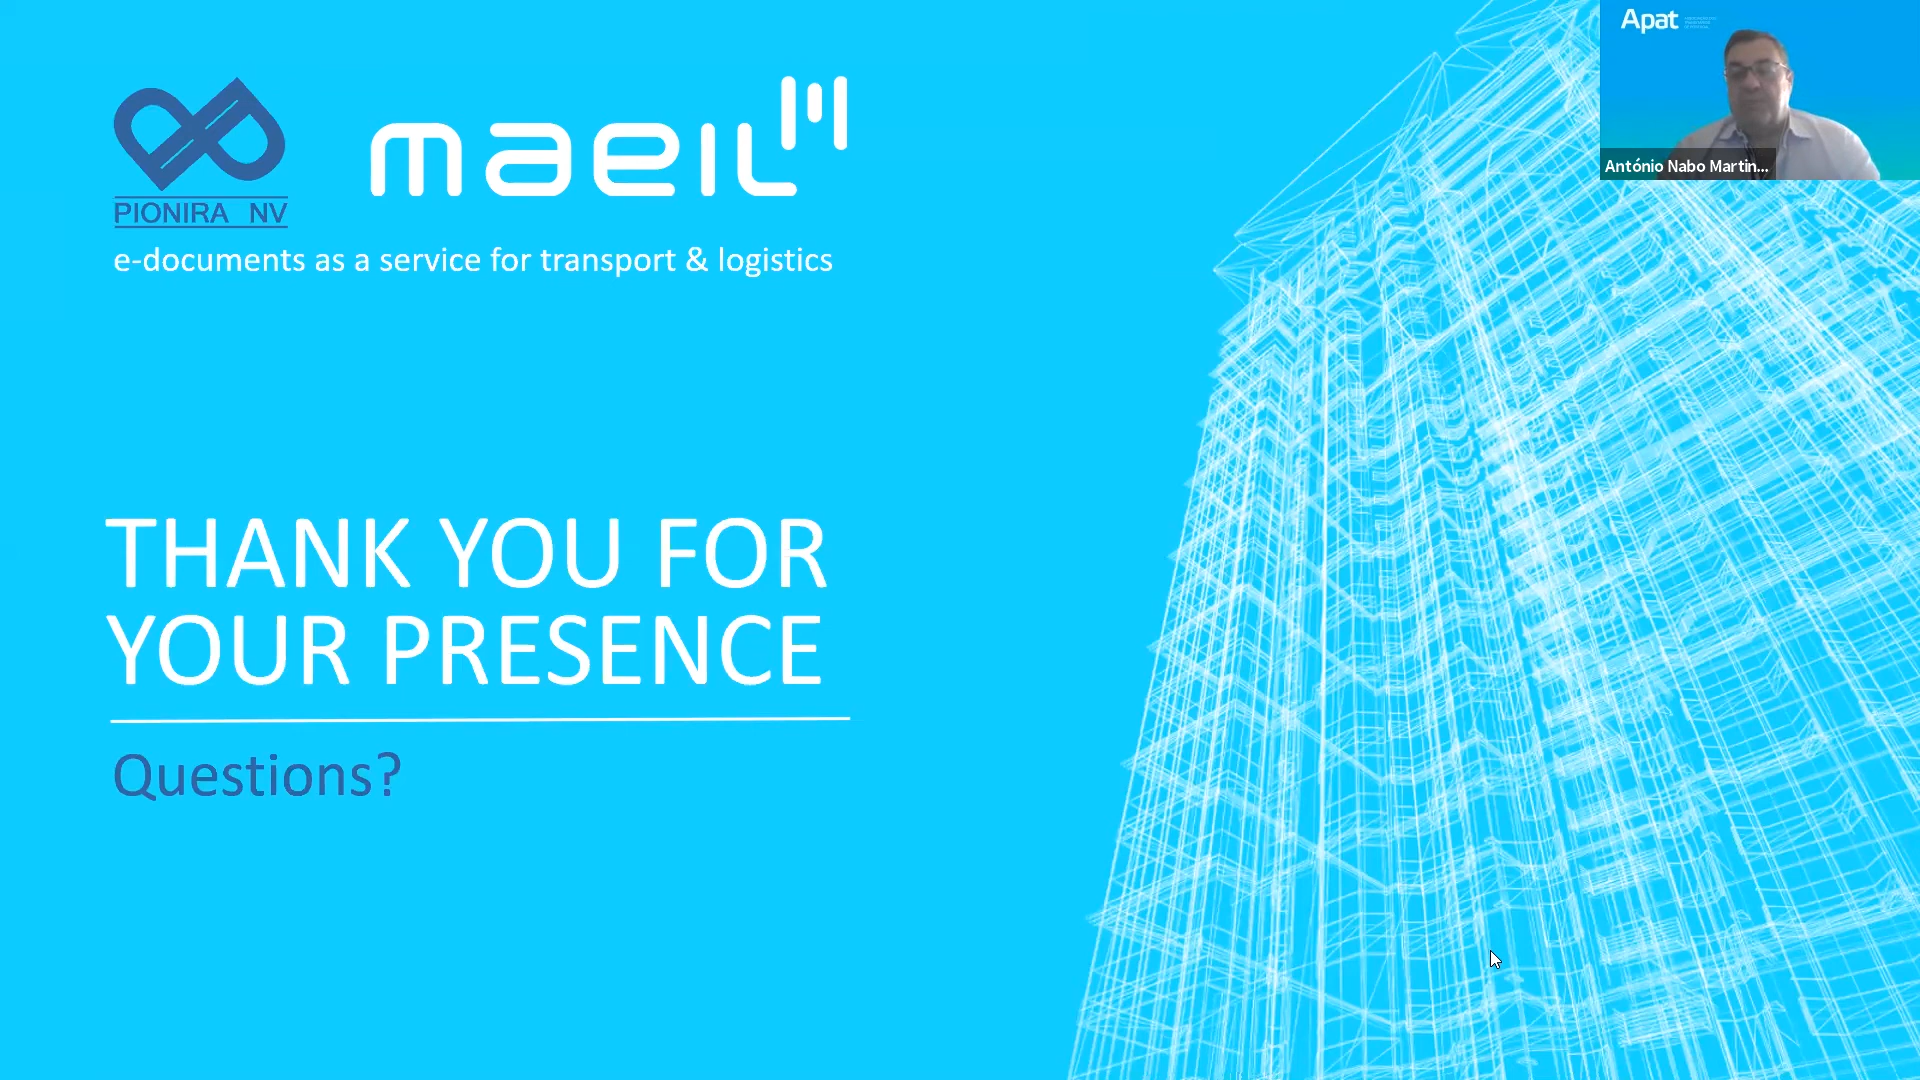 PIONIRA NV
maeil
e-documents as a service for transport & logistics
THANK YOU FOR
YOUR PRESENCE
Questions?
Apat
António Nabo Martin...